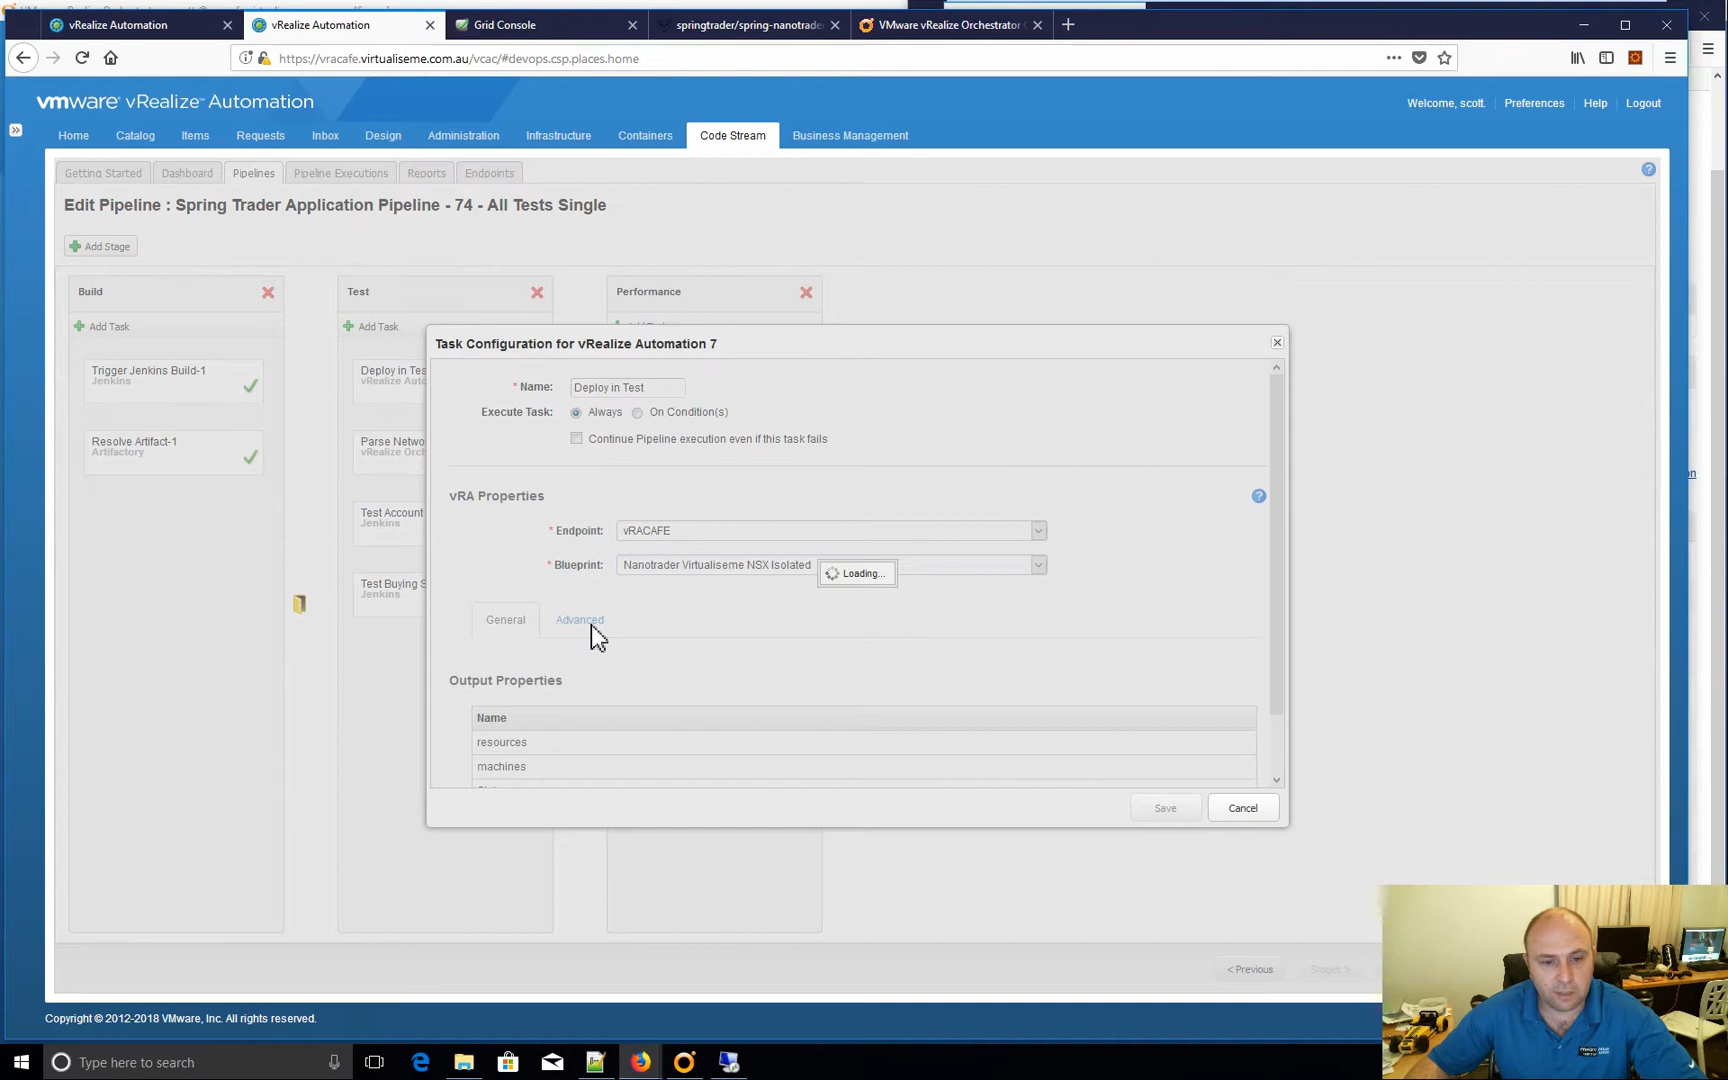 vRealize Automation
vRealize Automation
Grid Console
springtrader/spring-nanotrade
VMware vRealize Orchestrator
https://vracafe.virtualiseme.com.au/vcac/#devops.csp.places.home
vmware vRealize™ Automation
Welcome, scott.
Preferences
Help
Logout
Home
Catalog
Items
Requests
Inbox
Design
Administration
Infrastructure
Containers
Code Stream
Business Management
Getting Started
Dashboard
Pipelines
Pipeline Executions
Reports
Endpoints
Edit Pipeline : Spring Trader Application Pipeline - 74 - All Tests Single
Add Stage
Build
Test
Performance
Add Task
Add Task
Trigger Jenkins Build-1
Jenkins
Resolve Artifact-1
Artifactory
Deploy in Tes
vRealize Auto
Parse Netwo
vRealize Orch
Test Account
Jenkins
Test Buying S
Jenkins
Task Configuration for vRealize Automation 7
* Name:
Deploy in Test
Execute Task:
Always
On Condition(s)
Continue Pipeline execution even if this task fails
vRA Properties
* Endpoint:
vRACAFE
* Blueprint:
Nanotrader Virtualiseme NSX Isolated
Loading...
General
Advanced
Output Properties
Name
resources
machines
Save
Cancel
< Previous
Stages >
Copyright © 2012-2018 VMware, Inc. All rights reserved.
Type here to search